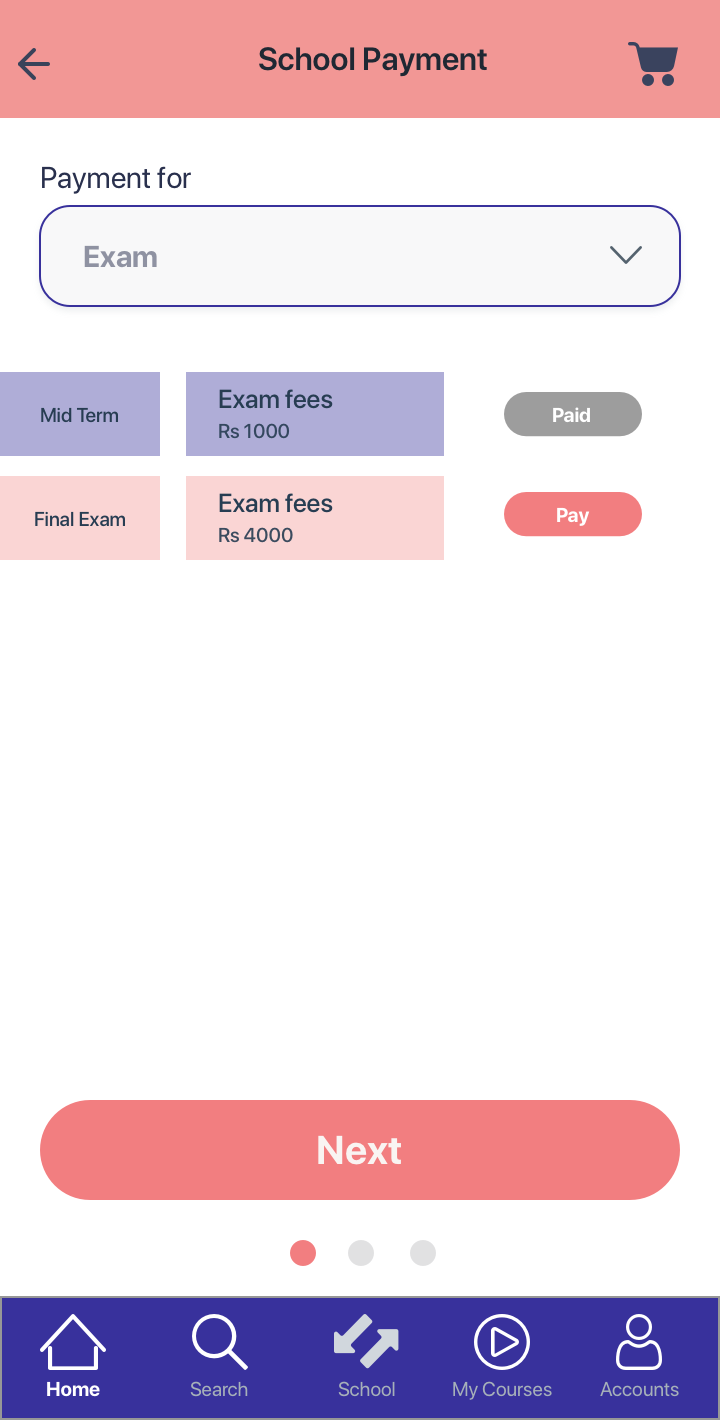 School Payment
Payment for
Exam
Mid Term
Exam fees
Rs 1000
Paid
Final Exam
Exam fees
Rs 4000
Pay
Next
Home
Search
School
My Courses
Accounts